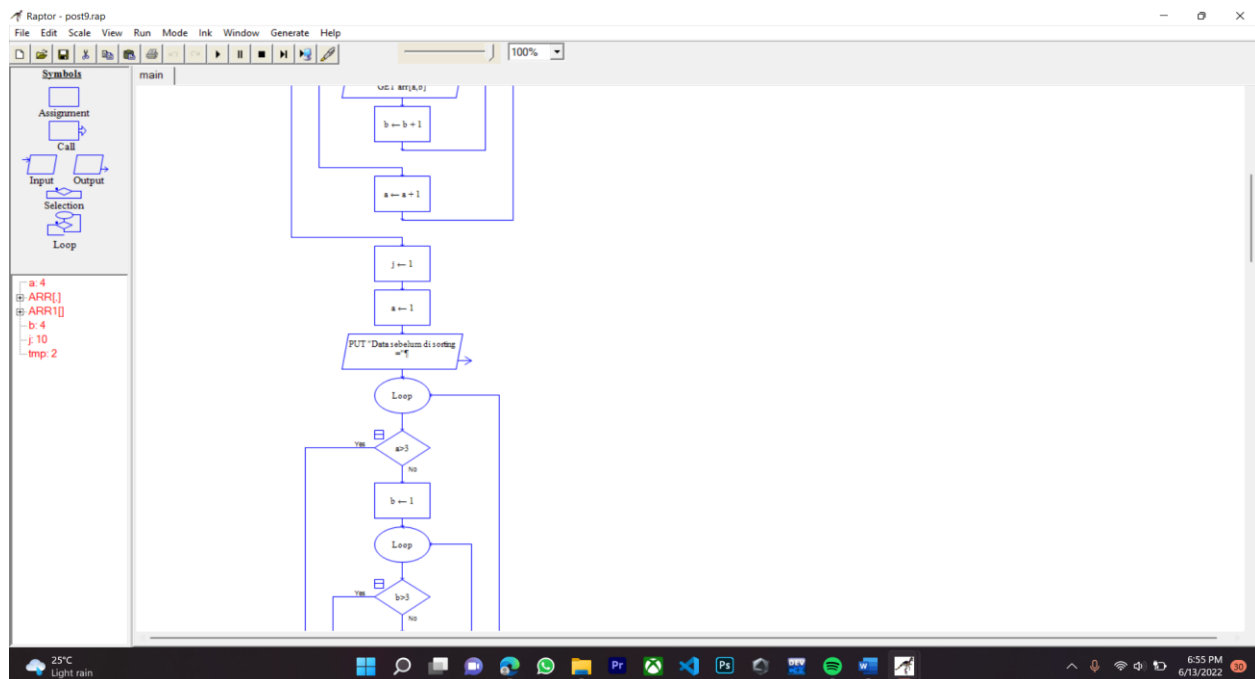 Raptor - post9.rap
File Edit Scale View Run Mode Ink Window Generate Help
100%
Symbols
main
Assignment
Call
Input Output
Selection
Loop
GET arr[a,b]
b ← b + 1
a ← a + 1
j ← 1
a ← 1
PUT "Data sebelum di sorting
="¶
Loop
Yes
a>3
No
b ← 1
Loop
Yes
b>3
No
a: 4
ARR[,]
ARR1[]
b: 4
j: 10
tmp: 2
25°C
Light rain
Pr
Ps
DEV
W
6:55 PM
6/13/2022
30